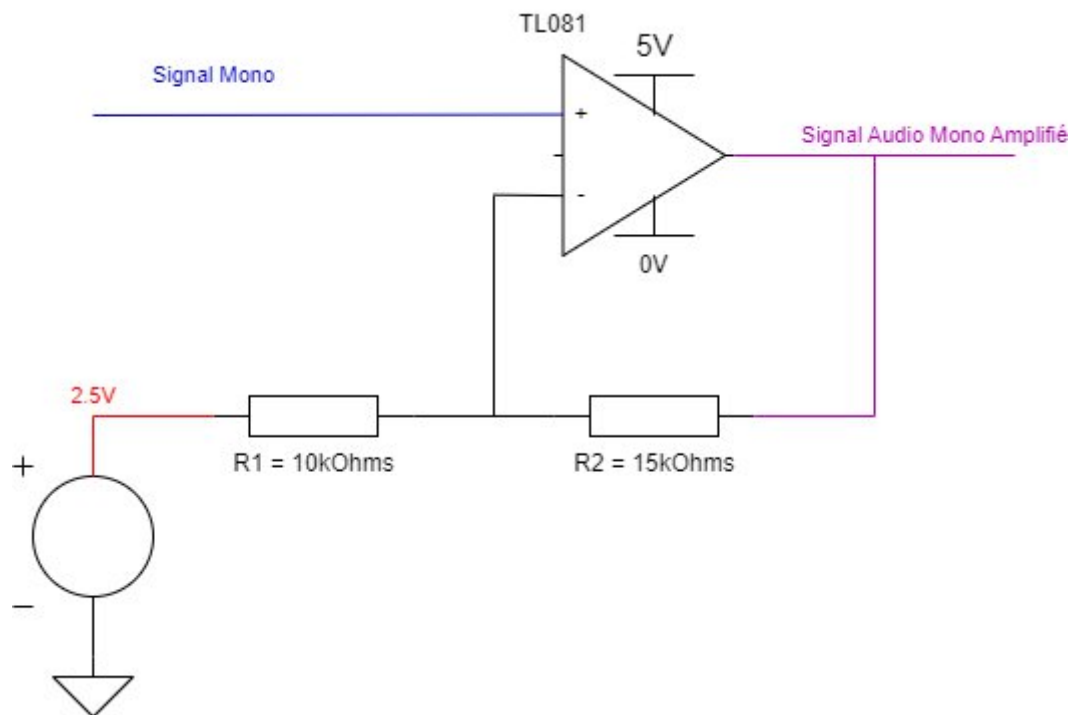 TL081
5V
Signal Mono
+
Signal Audio Mono Amplifié
-
0V
2.5V
R1 = 10kOhms
R2 = 15kOhms
+
−